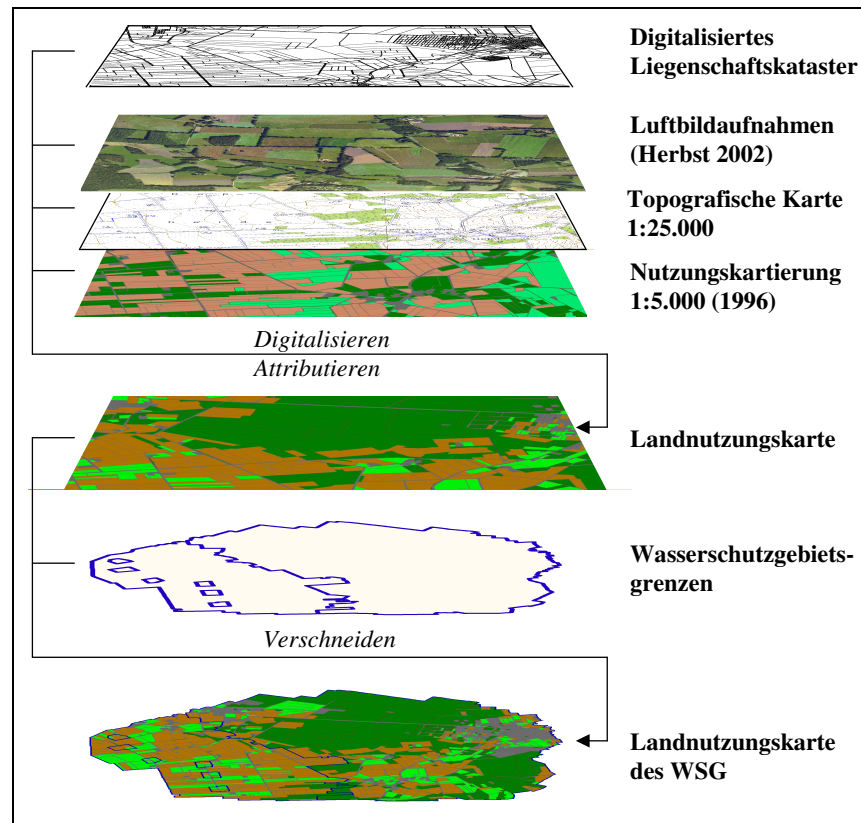 Digitalisiertes
Liegenschaftskataster
Luftbildaufnahmen
(Herbst 2002)
Topografische Karte
1:25.000
Nutzungskartierung
1:5.000 (1996)
Digitalisieren
Attributieren
Landnutzungskarte
Wasserschutzgebiets-
grenzen
Verschneiden
Landnutzungskarte
des WSG